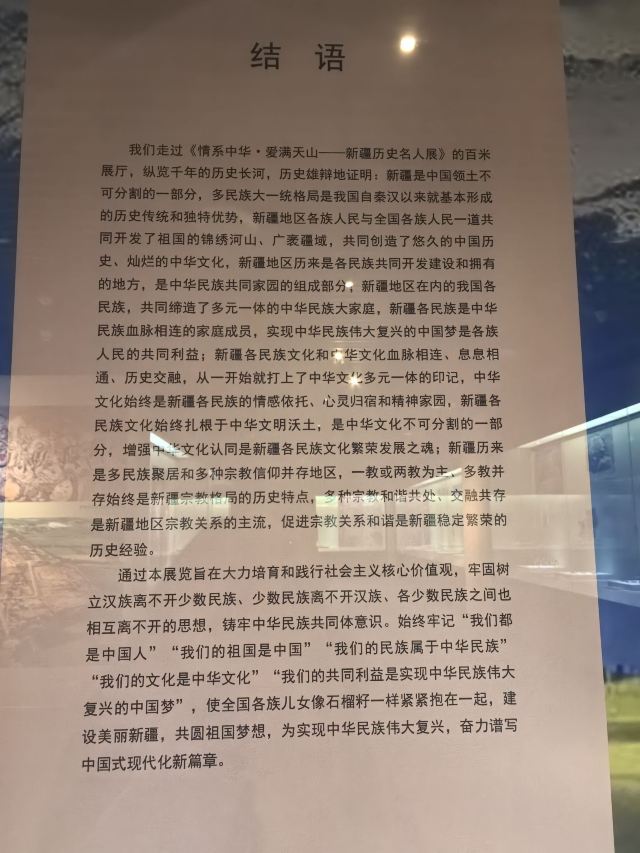 结 语
我们走过《情系中华·爱满天山——新疆历史名人展》的百米
展厅，纵览千年的历史长河，历史雄辩地证明：新疆是中国领土不
可分割的一部分，多民族大一统格局是我国自秦汉以来就基本形成
的历史传统和独特优势，新疆地区各族人民与全国各族人民一道共
同开发了祖国的锦绣河山、广袤疆域，共同创造了悠久的中国历
史、灿烂的中华文化，新疆地区历来是各民族共同开发建设和拥有
的地方，是中华民族共同家园的组成部分；新疆地区在内的我国各
民族，共同缔造了多元一体的中华民族大家庭，新疆各民族是中华
民族血脉相连的家庭成员，实现中华民族伟大复兴的中国梦是各族
人民的共同利益；新疆各民族文化和中华文化血脉相连、息息相
通、历史交融，从一开始就打上了中华文化多元一体的印记，中华
文化始终是新疆各民族的情感依托、心灵归宿和精神家园，新疆各
民族文化始终扎根于中华文明沃土，是中华文化不可分割的一部
分，增强中华文化认同是新疆各民族文化繁荣发展之魂；新疆历来
是多民族聚居和多种宗教信仰并存地区，一教或两教为主、多教并
存始终是新疆宗教格局的历史特点，多种宗教和谐共处、交融共存
是新疆地区宗教关系的主流，促进宗教关系和谐是新疆稳定繁荣的
历史经验。
通过本展览旨在大力培育和践行社会主义核心价值观，牢固树
立汉族离不开少数民族、少数民族离不开汉族、各少数民族之间也
相互离不开的思想，铸牢中华民族共同体意识。始终牢记“我们都
是中国人”“我们的祖国是中国”“我们的民族属于中华民族”
“我们的文化是中华文化”“我们的共同利益是实现中华民族伟大
复兴的中国梦”，使全国各族儿女像石榴籽一样紧紧抱在一起，建
设美丽新疆，共圆祖国梦想，为实现中华民族伟大复兴，奋力谱写
中国式现代化新篇章。